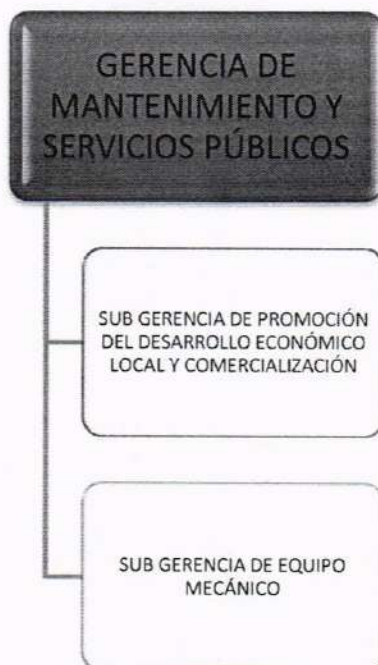 GERENCIA DE
MANTENIMIENTO Y
SERVICIOS PÚBLICOS
SUB GERENCIA DE PROMOCIÓN
DEL DESARROLLO ECONÓMICO
LOCAL Y COMERCIALIZACIÓN
SUB GERENCIA DE EQUIPO
MECÁNICO